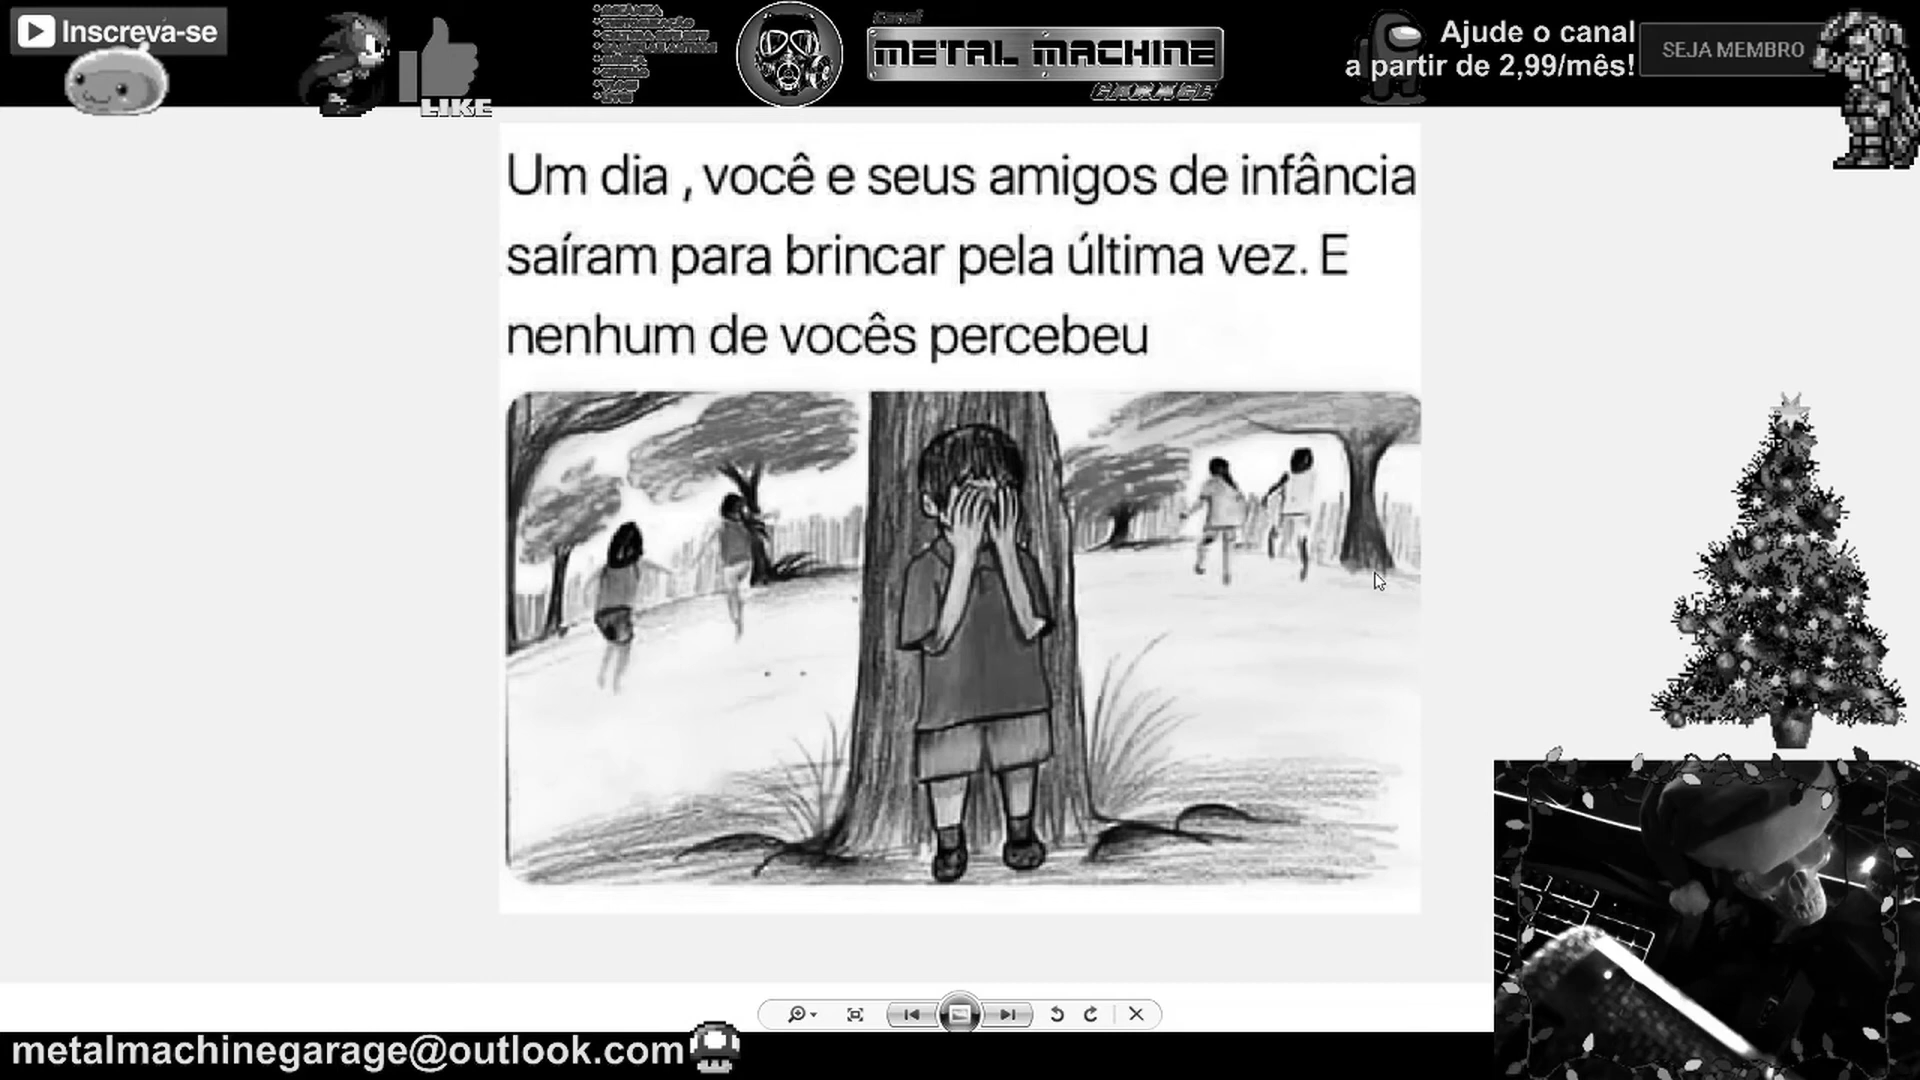 Inscreva-se
LIKE
Canal
METAL MACHINE
GARAGE
Ajude o canal
a partir de 2,99/mês!
SEJA MEMBRO
Um dia , você e seus amigos de infância
saíram para brincar pela última vez. E
nenhum de vocês percebeu
metalmachinegarage@outlook.com